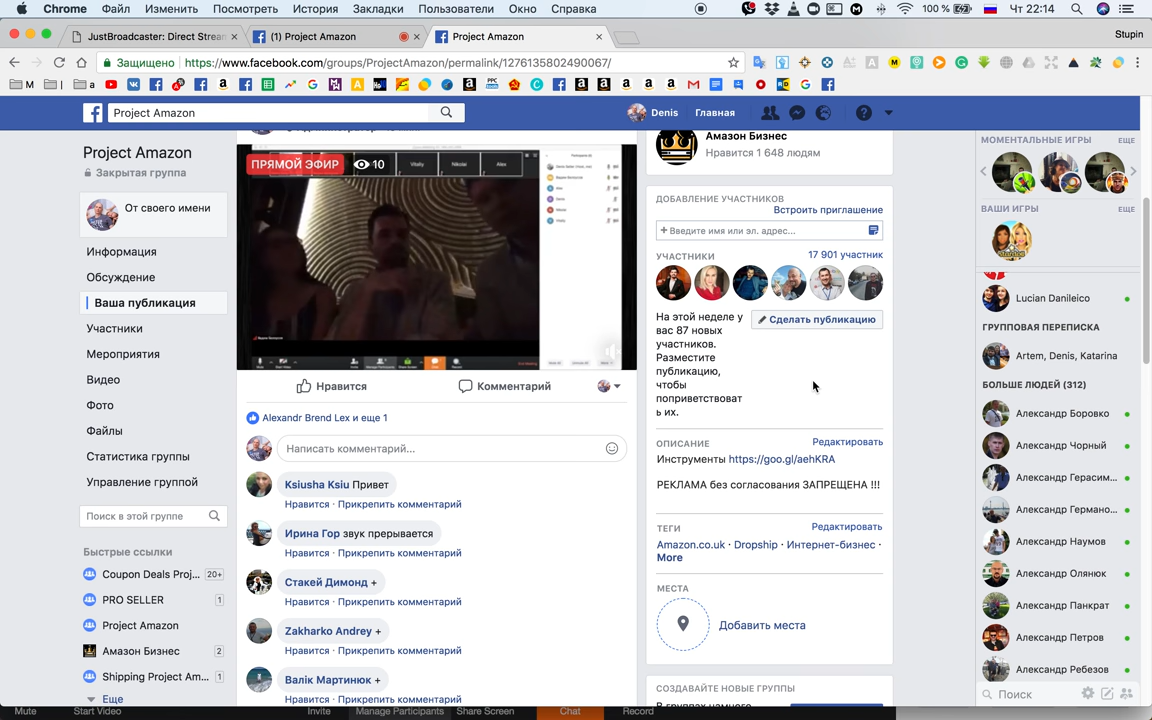 Chrome Файл Изменить Посмотреть История Закладки Пользователи Окно Справка 100 % Чт 22:14
JustBroadcaster: Direct Stream
(1) Project Amazon
Project Amazon
Stupin
Защищено https://www.facebook.com/groups/ProjectAmazon/permalink/1276135802490067/
Project Amazon
Denis
Главная
Project Amazon
Закрытая группа
От своего имени
Информация
Обсуждение
Ваша публикация
Участники
Мероприятия
Видео
Фото
Файлы
Статистика группы
Управление группой
Поиск в этой группе
Быстрые ссылки
Coupon Deals Proj... 20+
PRO SELLER 1
Project Amazon
Амазон Бизнес 2
Shipping Project Am... 1
Еще
ПРЯМОЙ ЭФИР 10
Vitaliy Nikolai Alex
Нравится
Комментарий
Alexandr Brend Lex и еще 1
Написать комментарий...
Ksiusha Ksiu Привет
Нравится · Прикрепить комментарий
Ирина Гор звук прерывается
Нравится · Прикрепить комментарий
Стакей Димонд +
Нравится · Прикрепить комментарий
Zakharko Andrey +
Нравится · Прикрепить комментарий
Валік Мартинюк +
Нравится · Прикрепить комментарий
Амазон Бизнес
Нравится 1 648 людям
ДОБАВЛЕНИЕ УЧАСТНИКОВ
Встроить приглашение
+ Введите имя или эл. адрес...
УЧАСТНИКИ
17 901 участник
На этой неделе у
вас 87 новых
участников.
Разместите
публикацию,
чтобы
поприветствоват
ь их.
Сделать публикацию
ОПИСАНИЕ
Редактировать
Инструменты https://goo.gl/aehKRA
РЕКЛАМА без согласования ЗАПРЕЩЕНА !!!
ТЕГИ
Редактировать
Amazon.co.uk · Dropship · Интернет-бизнес ·
More
МЕСТА
Добавить места
СОЗДАВАЙТЕ НОВЫЕ ГРУППЫ
В группах намного
МОМЕНТАЛЬНЫЕ ИГРЫ ЕЩЕ
ВАШИ ИГРЫ ЕЩЕ
Lucian Danileico
ГРУППОВАЯ ПЕРЕПИСКА
Artem, Denis, Katarina
БОЛЬШЕ ЛЮДЕЙ (312)
Александр Боровко
Александр Чорный
Александр Герасим...
Александр Германо...
Александр Наумов
Александр Олянюк
Александр Панкрат
Александр Петров
Александр Ребезов
Поиск
Mute Start Video Invite Manage Participants Share Screen Chat Record